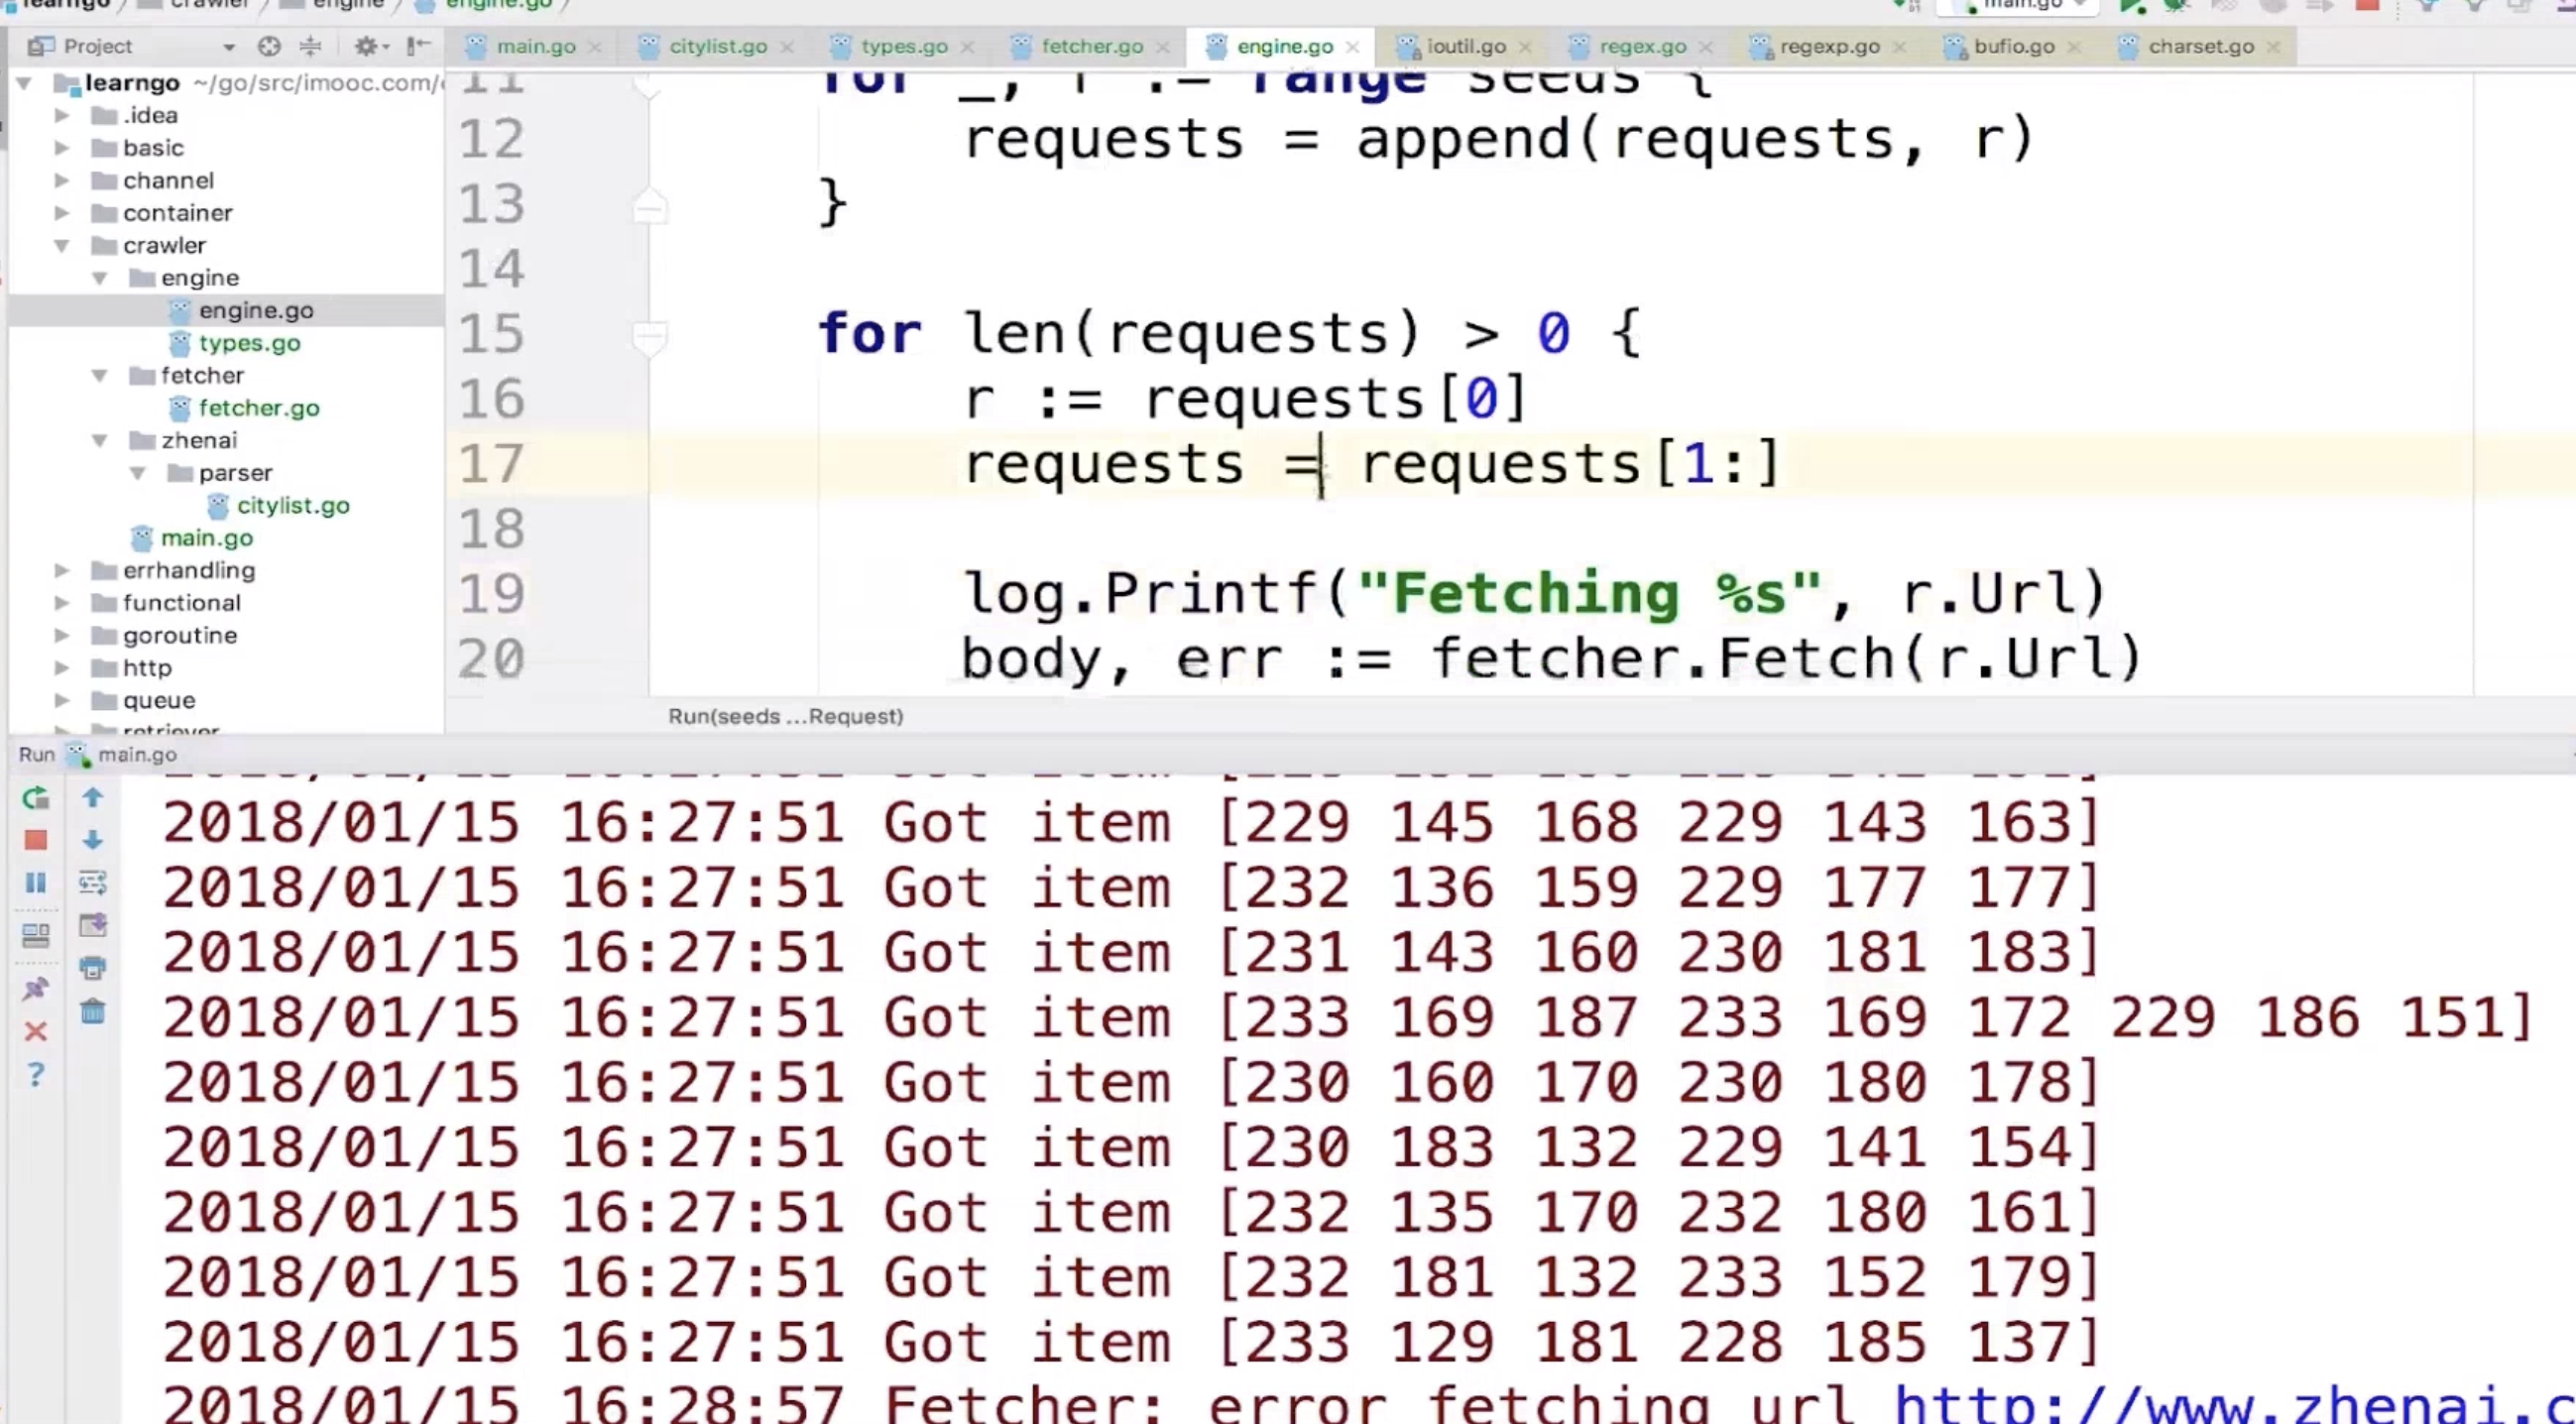 learngo crawler engine engine.go
main.go
Project
main.go citylist.go types.go fetcher.go engine.go ioutil.go regex.go regexp.go bufio.go charset.go
learngo ~/go/src/imooc.com/
.idea
basic
channel
container
crawler
engine
engine.go
types.go
fetcher
fetcher.go
zhenai
parser
citylist.go
main.go
errhandling
functional
goroutine
http
queue
retriever
11 for _, r := range seeds {
12 requests = append(requests, r)
13 }
14
15 for len(requests) > 0 {
16 r := requests[0]
17 requests = requests[1:]
18
19 log.Printf("Fetching %s", r.Url)
20 body, err := fetcher.Fetch(r.Url)
Run(seeds ...Request)
Run main.go
2018/01/15 16:27:51 Got item [229 145 168 229 143 163]
2018/01/15 16:27:51 Got item [232 136 159 229 177 177]
2018/01/15 16:27:51 Got item [231 143 160 230 181 183]
2018/01/15 16:27:51 Got item [233 169 187 233 169 172 229 186 151]
2018/01/15 16:27:51 Got item [230 160 170 230 180 178]
2018/01/15 16:27:51 Got item [230 183 132 229 141 154]
2018/01/15 16:27:51 Got item [232 135 170 232 180 161]
2018/01/15 16:27:51 Got item [232 181 132 233 152 179]
2018/01/15 16:27:51 Got item [233 129 181 228 185 137]
2018/01/15 16:28:57 Fetcher: error fetching url http://www.zhenai.c